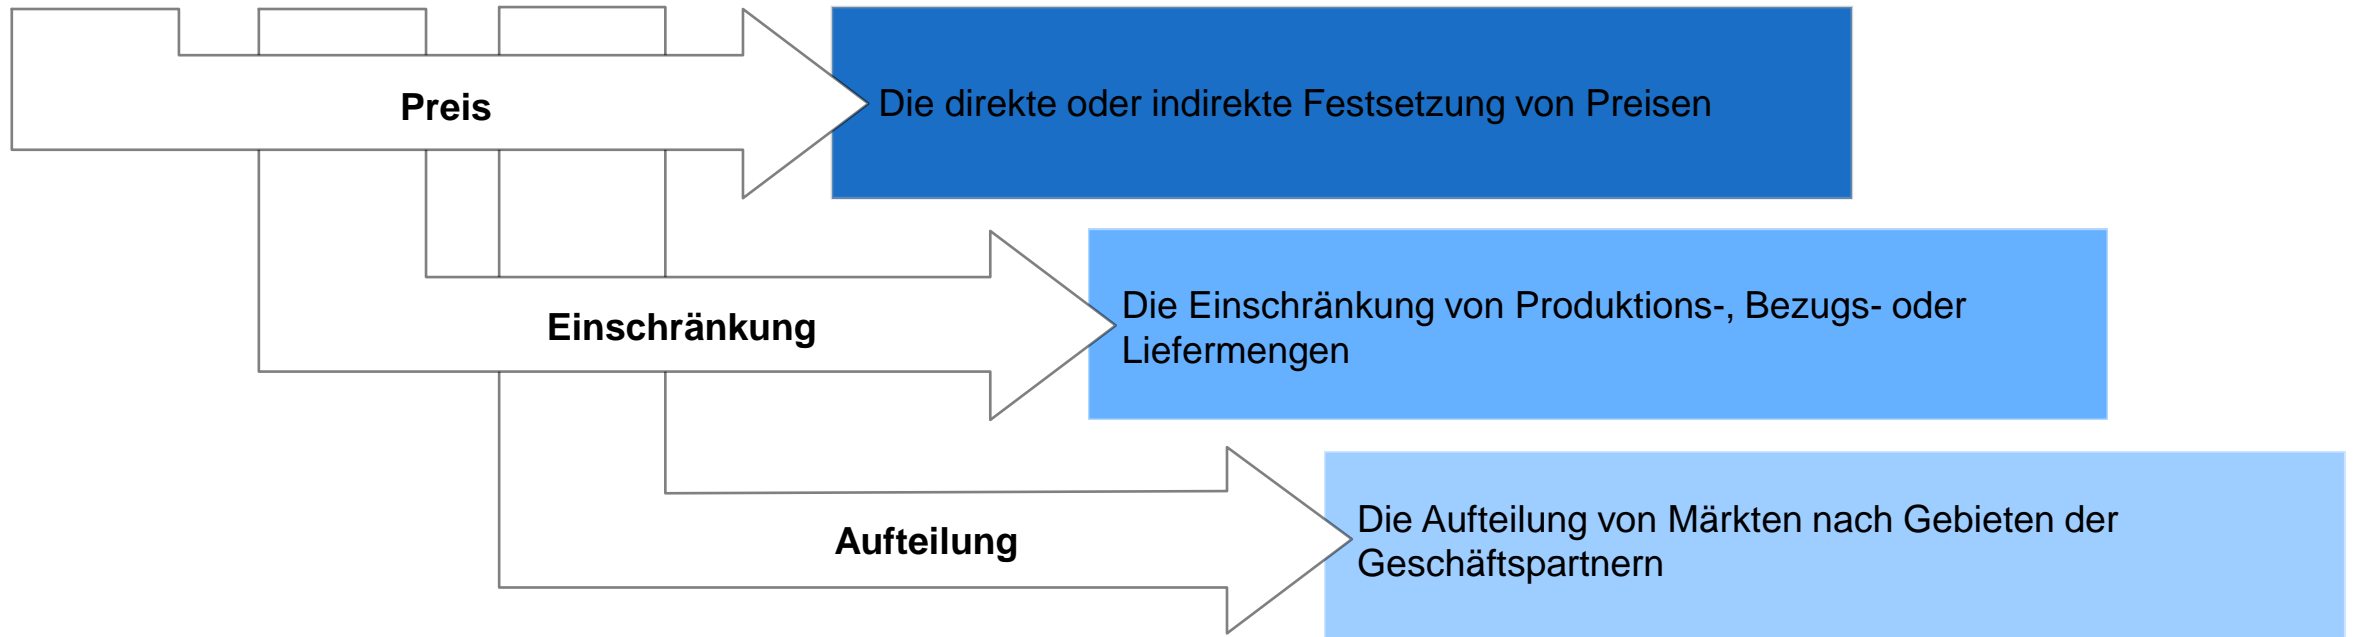 Preis
Die direkte oder indirekte Festsetzung von Preisen
Einschränkung
Die Einschränkung von Produktions-, Bezugs- oder
Liefermengen
Aufteilung
Die Aufteilung von Märkten nach Gebieten der
Geschäftspartnern